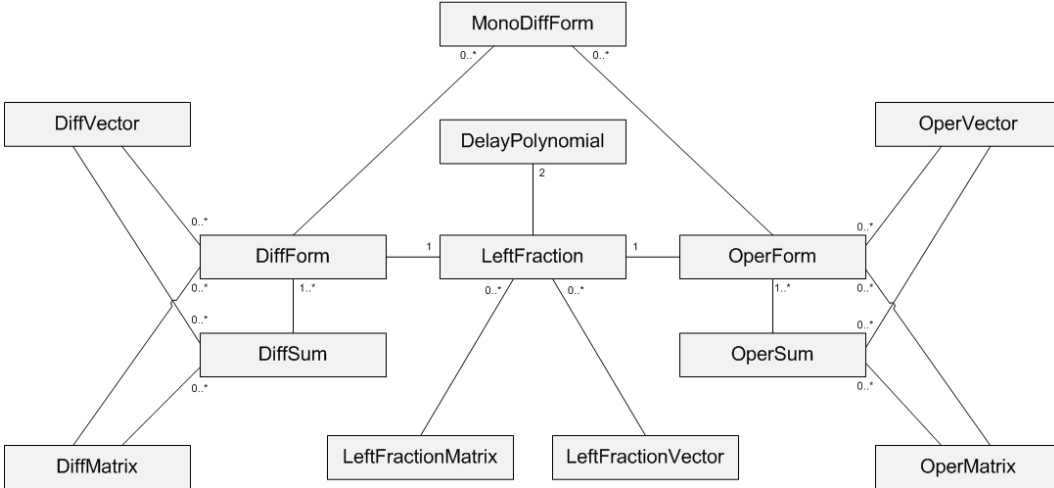 MonoDiffForm
0..*
0..*
DiffVector
DelayPolynomial
OperVector
2
0..*
0..*
DiffForm
1
LeftFraction
1
OperForm
0..*
1..*
0..*
0..*
1..*
0..*
0..*
0..*
DiffSum
OperSum
0..*
0..*
DiffMatrix
LeftFractionMatrix
LeftFractionVector
OperMatrix